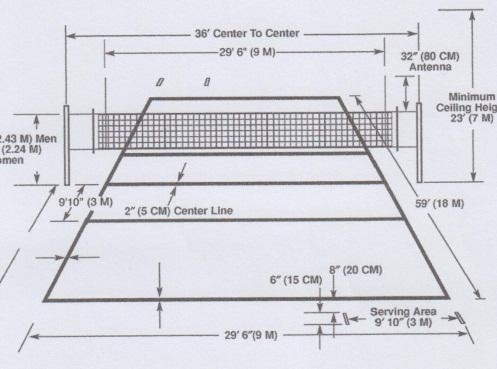 36′ Center To Center
29′ 6″ (9 M)
32″ (80 CM)
Antenna
Minimum
Ceiling Heig
23′ (7 M)
2.43 M) Men
(2.24 M)
omen
9′10″ (3 M)
2″ (5 CM) Center Line
59′ (18 M)
6″ (15 CM)
8″ (20 CM)
Serving Area
9′ 10″ (3 M)
29′ 6″(9 M)